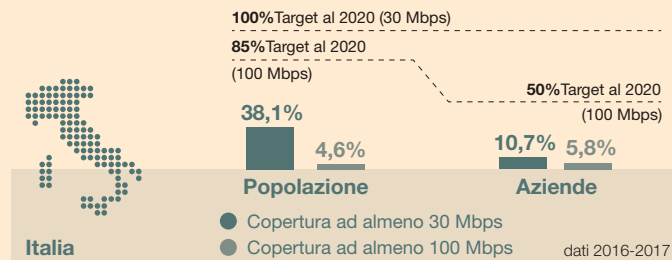 100%Target al 2020 (30 Mbps)
85%Target al 2020
(100 Mbps)
50%Target al 2020
(100 Mbps)
38,1%
4,6%
10,7%
5,8%
Popolazione
Aziende
Copertura ad almeno 30 Mbps
Copertura ad almeno 100 Mbps
Italia
dati 2016-2017